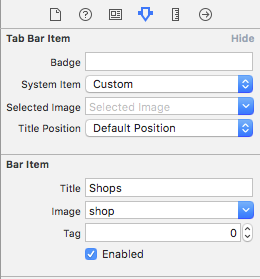 Tab Bar Item Hide
Badge
System Item Custom
Selected Image Selected Image
Title Position Default Position
Bar Item
Title Shops
Image shop
Tag 0
Enabled